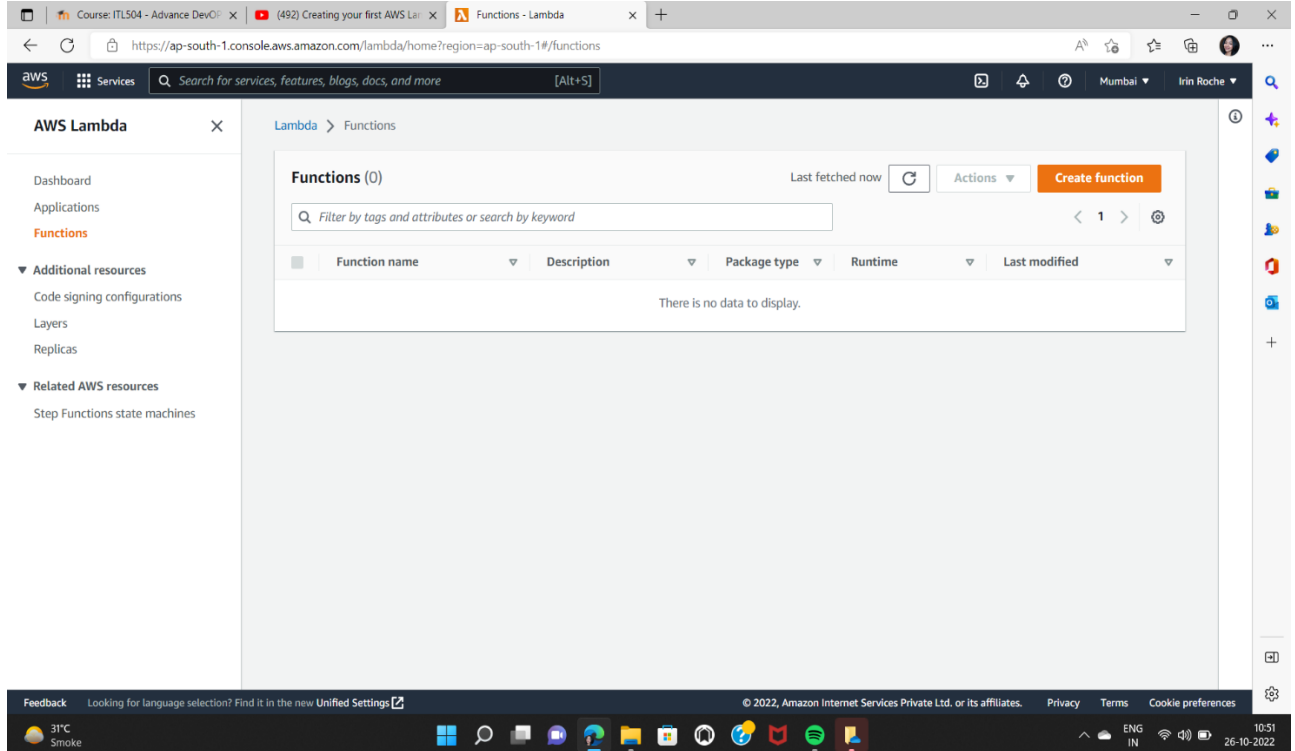 Course: ITL504 - Advance DevOP
(492) Creating your first AWS Lan
Functions - Lambda
https://ap-south-1.console.aws.amazon.com/lambda/home?region=ap-south-1#/functions
aws
Services
Search for services, features, blogs, docs, and more
[Alt+S]
Mumbai
Irin Roche
AWS Lambda
Dashboard
Applications
Functions
Additional resources
Code signing configurations
Layers
Replicas
Related AWS resources
Step Functions state machines
Lambda > Functions
Functions (0)
Last fetched now
Actions
Create function
Filter by tags and attributes or search by keyword
1
Function name
Description
Package type
Runtime
Last modified
There is no data to display.
Feedback
Looking for language selection? Find it in the new Unified Settings
© 2022, Amazon Internet Services Private Ltd. or its affiliates.
Privacy
Terms
Cookie preferences
31°C
Smoke
ENG
IN
10:51
26-10-2022